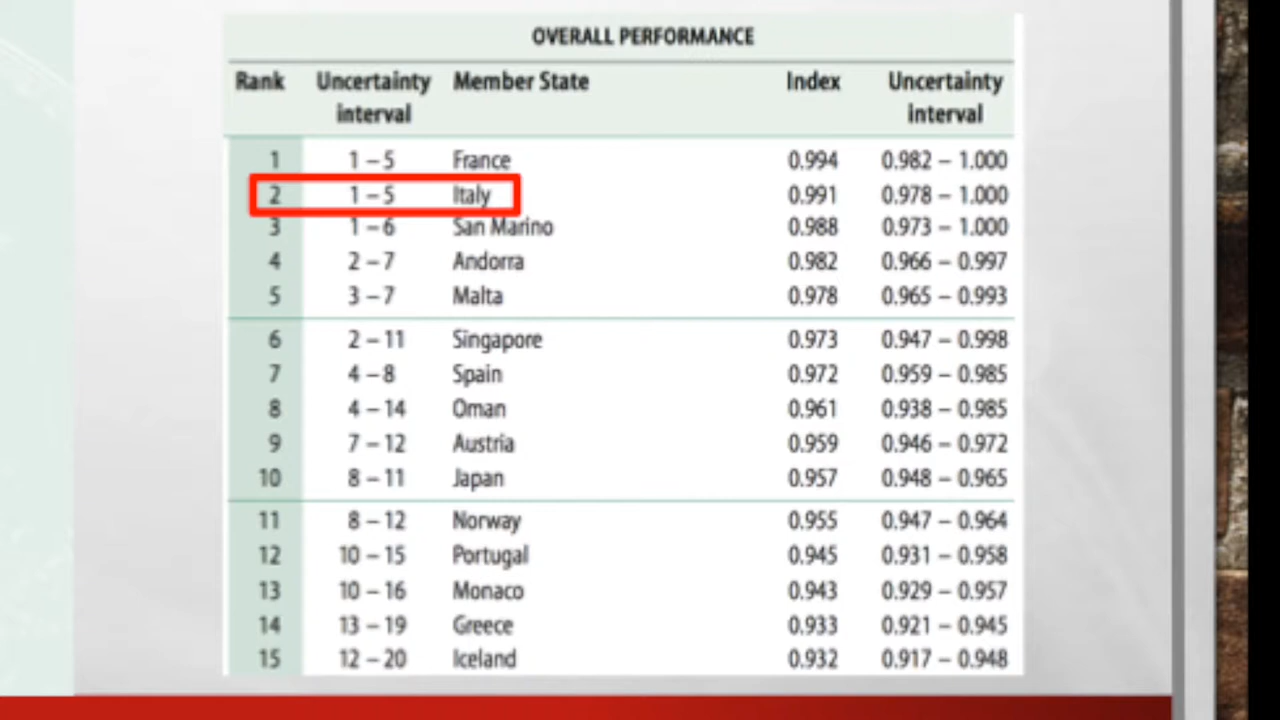 OVERALL PERFORMANCE
Rank Uncertainty interval Member State Index Uncertainty interval
1 1 – 5 France 0.994 0.982 – 1.000
2 1 – 5 Italy 0.991 0.978 – 1.000
3 1 – 6 San Marino 0.988 0.973 – 1.000
4 2 – 7 Andorra 0.982 0.966 – 0.997
5 3 – 7 Malta 0.978 0.965 – 0.993
6 2 – 11 Singapore 0.973 0.947 – 0.998
7 4 – 8 Spain 0.972 0.959 – 0.985
8 4 – 14 Oman 0.961 0.938 – 0.985
9 7 – 12 Austria 0.959 0.946 – 0.972
10 8 – 11 Japan 0.957 0.948 – 0.965
11 8 – 12 Norway 0.955 0.947 – 0.964
12 10 – 15 Portugal 0.945 0.931 – 0.958
13 10 – 16 Monaco 0.943 0.929 – 0.957
14 13 – 19 Greece 0.933 0.921 – 0.945
15 12 – 20 Iceland 0.932 0.917 – 0.948